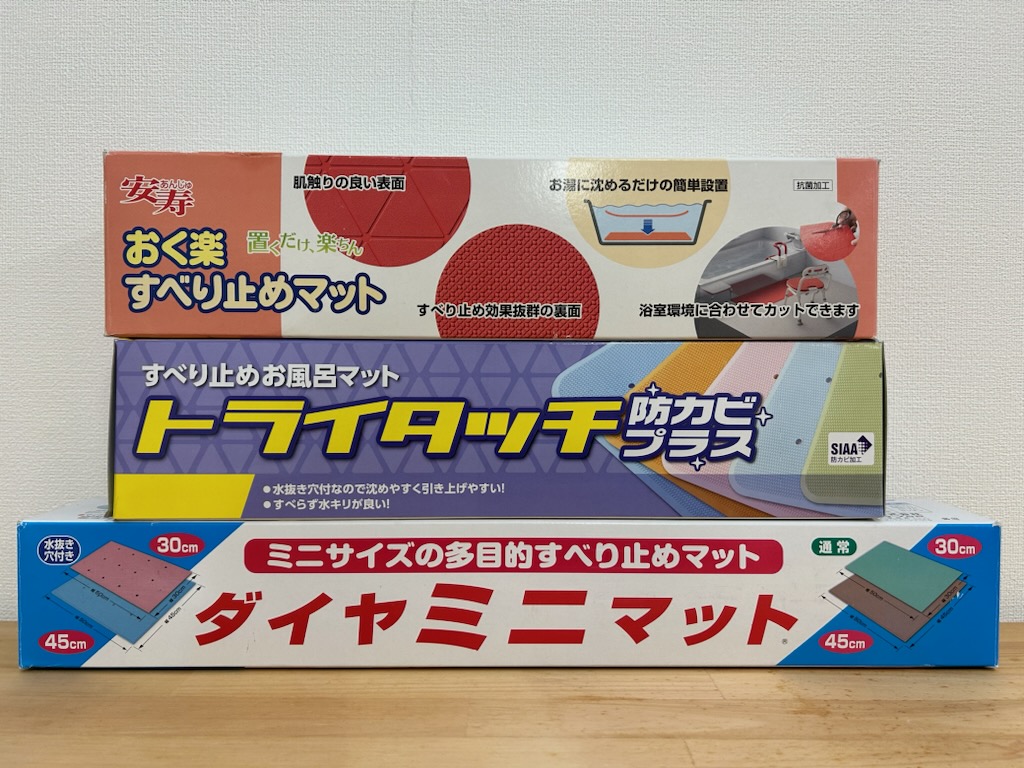 安寿
あんじゅ
おく楽
置くだけ、楽ちん
すべり止めマット
肌触りの良い表面
お湯に沈めるだけの簡単設置
抗菌加工
すべり止め効果抜群の裏面
浴室環境に合わせてカットできます
すべり止めお風呂マット
トライタッチ
防カビ
プラス
SIAA
防カビ加工
●水抜き穴付なので沈めやすく引き上げやすい!
●すべらず水キリが良い!
水抜き
穴付き
30cm
45cm
ミニサイズの多目的すべり止めマット
ダイヤミニマット®
通常
30cm
45cm